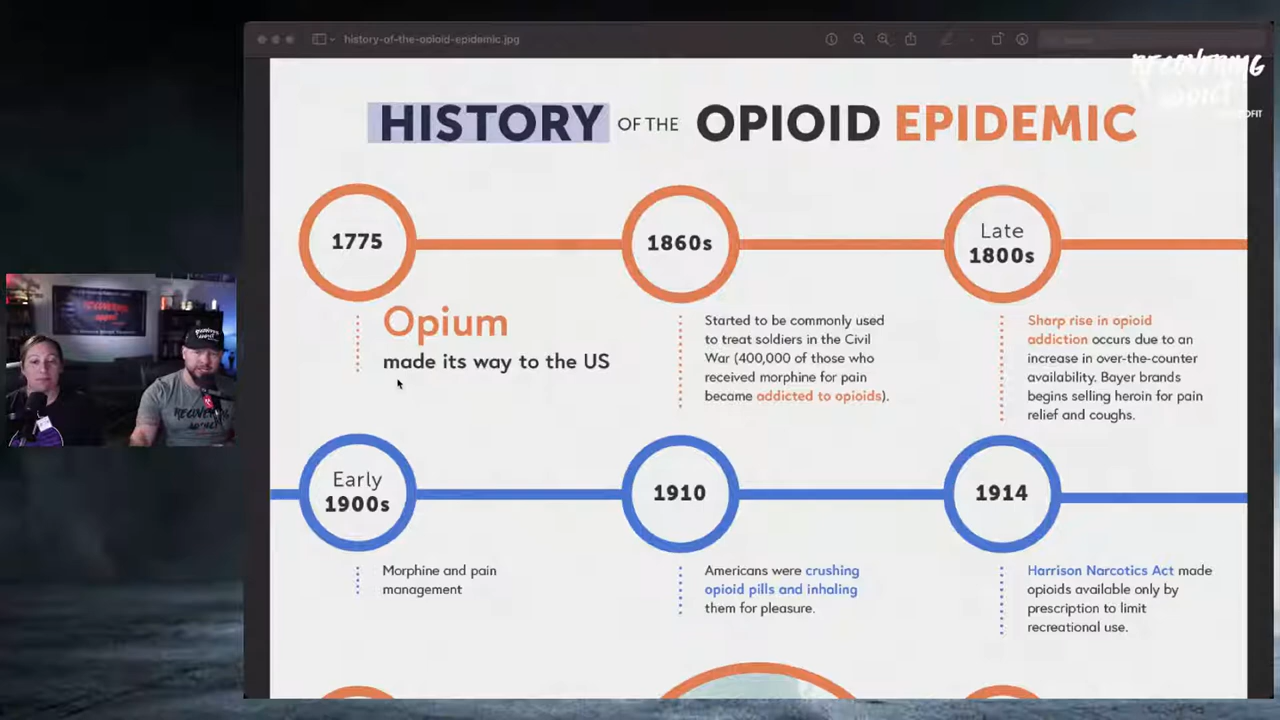 history-of-the-opioid-epidemic.jpg
RECOVERING
ADDICT
HISTORY OF THE OPIOID EPIDEMIC
1775
1860s
Late
1800s
Opium
made its way to the US
Started to be commonly used
to treat soldiers in the Civil
War (400,000 of those who
received morphine for pain
became addicted to opioids).
Sharp rise in opioid
addiction occurs due to an
increase in over-the-counter
availability. Bayer brands
begins selling heroin for pain
relief and coughs.
Early
1900s
1910
1914
Morphine and pain
management
Americans were crushing
opioid pills and inhaling
them for pleasure.
Harrison Narcotics Act made
opioids available only by
prescription to limit
recreational use.